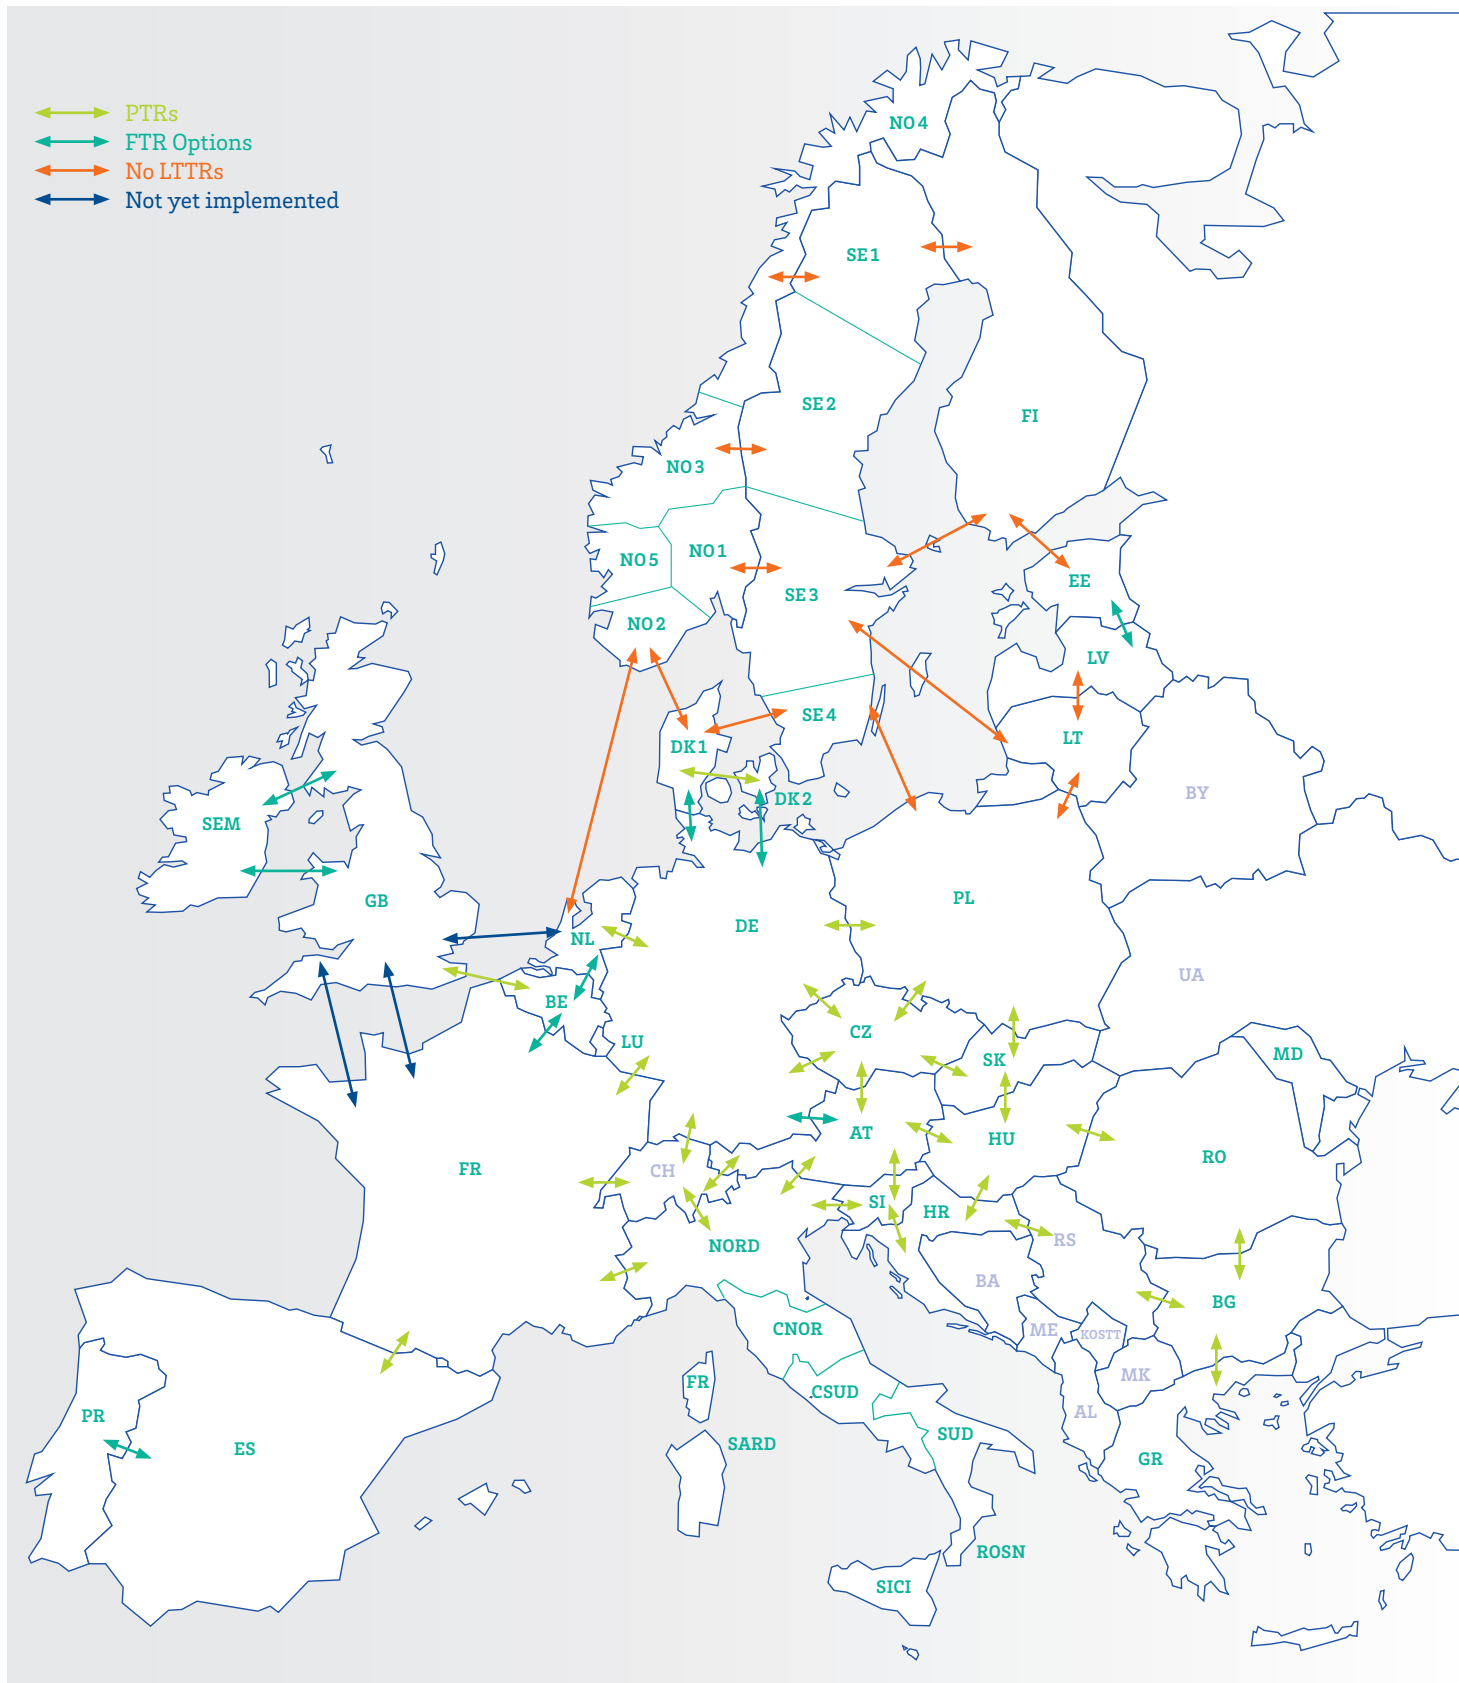 PTRs
FTR Options
No LTTRs
Not yet implemented
NO4
SE1
SE2
FI
NO3
NO1
NO5
EE
SE3
NO2
LV
SE4
LT
DK1
BY
DK2
SEM
PL
GB
DE
NL
UA
BE
CZ
LU
MD
SK
AT
HU
RO
FR
CH
SI
HR
RS
NORD
BA
BG
CNOR
ME
KOSTT
MK
FR
CSUD
AL
PR
SUD
SARD
ES
GR
ROSN
SICI